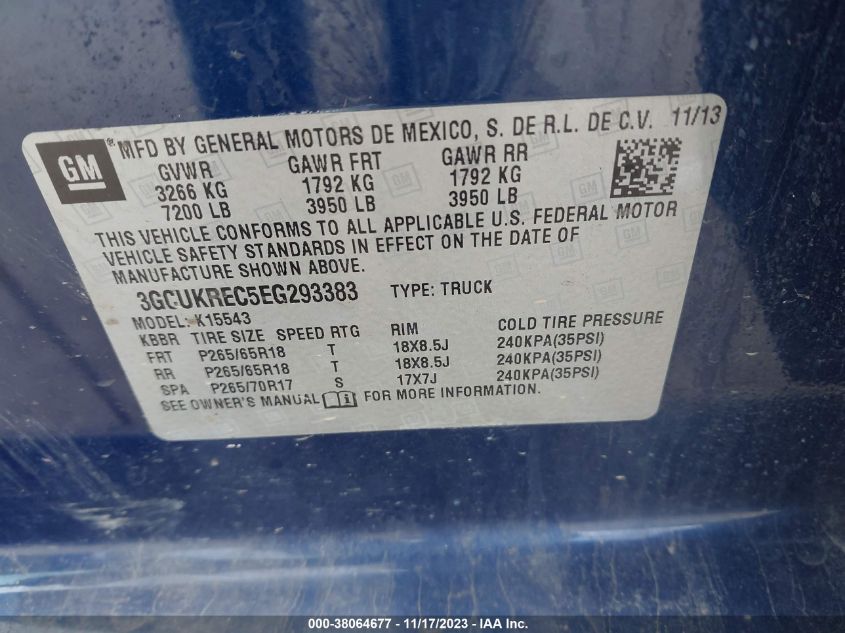 GM ® MFD BY GENERAL MOTORS DE MEXICO, S. DE R.L. DE C.V. 11/13
GVWR GAWR FRT GAWR RR
3266 KG 1792 KG 1792 KG
7200 LB 3950 LB 3950 LB
THIS VEHICLE CONFORMS TO ALL APPLICABLE U.S. FEDERAL MOTOR
VEHICLE SAFETY STANDARDS IN EFFECT ON THE DATE OF
MANUFACTURE SHOWN ABOVE.
3GCUKREC5EG293383 TYPE: TRUCK
MODEL: K15543
KBBR TIRE SIZE SPEED RTG RIM COLD TIRE PRESSURE
FRT P265/65R18 T 18X8.5J 240KPA(35PSI)
RR P265/65R18 T 18X8.5J 240KPA(35PSI)
SPA P265/70R17 S 17X7J 240KPA(35PSI)
SEE OWNER'S MANUAL FOR MORE INFORMATION.
000-38064677 - 11/17/2023 - IAA Inc.